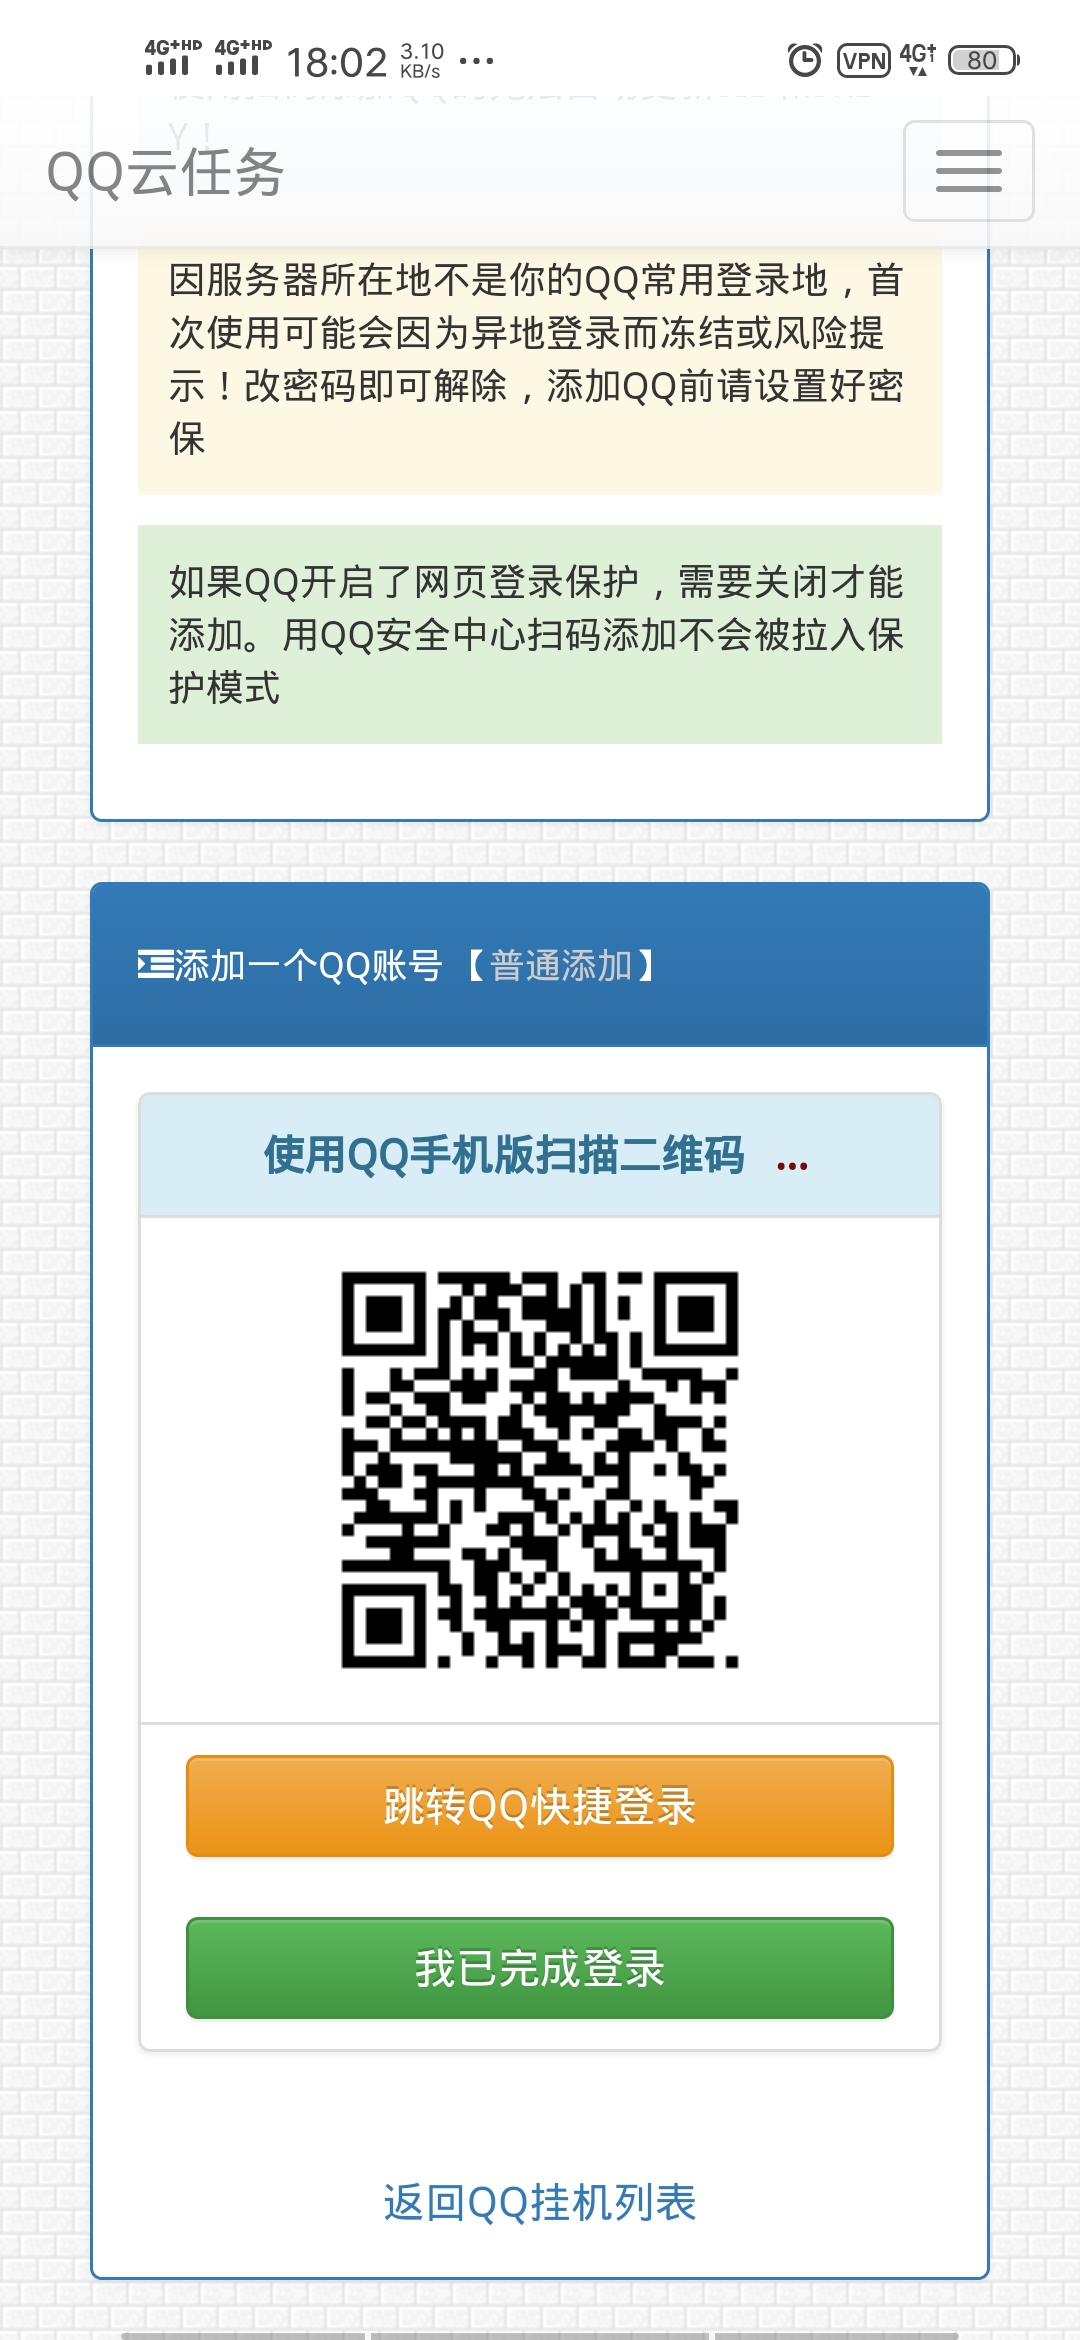 4G+HD 4G+HD 18:02 3.10 KB/s ... VPN 4G+ 80
Y！
QQ云任务
因服务器所在地不是你的QQ常用登录地，首
次使用可能会因为异地登录而冻结或风险提
示！改密码即可解除，添加QQ前请设置好密
保
如果QQ开启了网页登录保护，需要关闭才能
添加。用QQ安全中心扫码添加不会被拉入保
护模式
添加一个QQ账号 【普通添加】
使用QQ手机版扫描二维码 ...
跳转QQ快捷登录
我已完成登录
返回QQ挂机列表